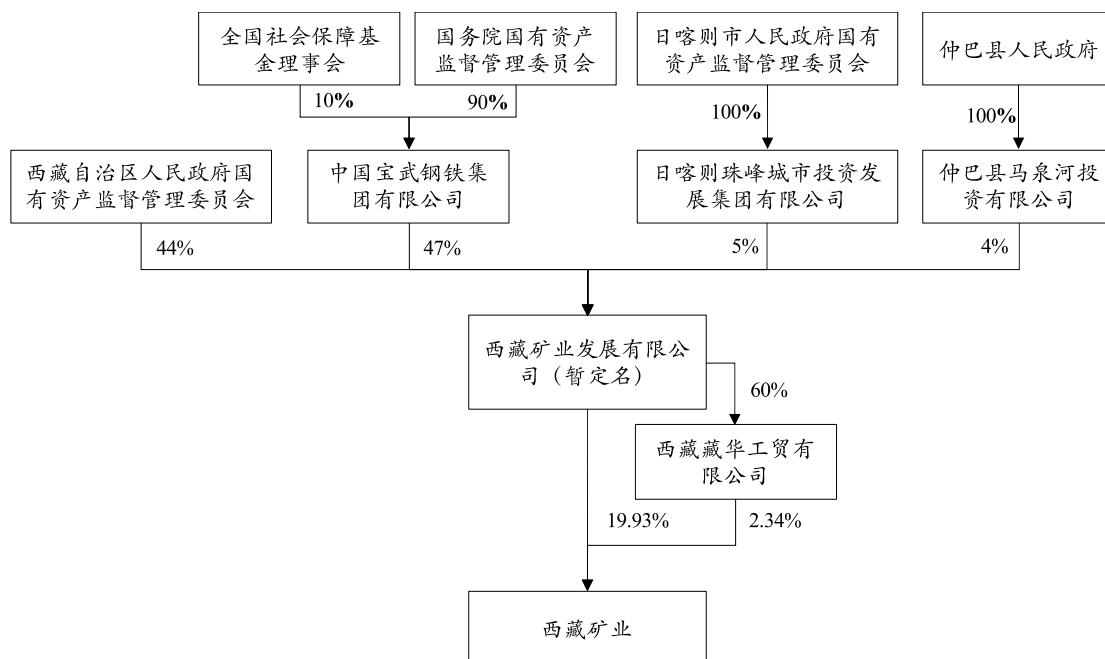 全国社会保障基
金理事会
国务院国有资产
监督管理委员会
日喀则市人民政府国有
资产监督管理委员会
仲巴县人民政府
10%
90%
100%
100%
西藏自治区人民政府国
有资产监督管理委员会
中国宝武钢铁集
团有限公司
日喀则珠峰城市投资发
展集团有限公司
仲巴县马泉河投
资有限公司
44%
47%
5%
4%
西藏矿业发展有限公
司（暂定名）
60%
西藏藏华工贸有
限公司
19.93%
2.34%
西藏矿业